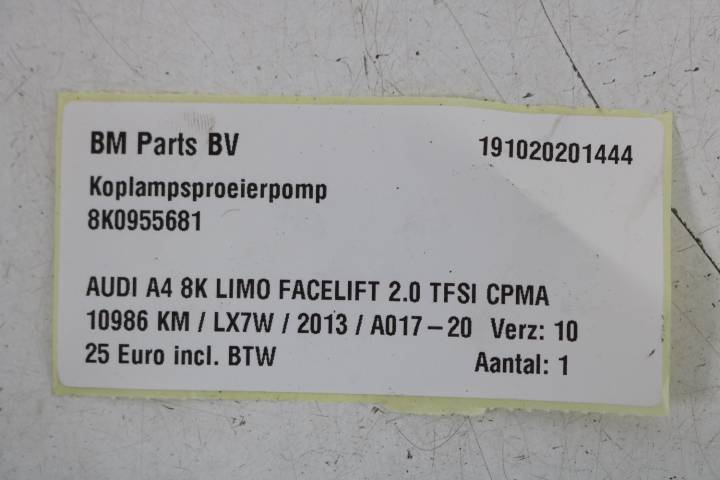 BM Parts BV 191020201444
Koplampsproeierpomp
8K0955681
AUDI A4 8K LIMO FACELIFT 2.0 TFSI CPMA
10986 KM / LX7W / 2013 / A017-20 Verz: 10
25 Euro incl. BTW Aantal: 1